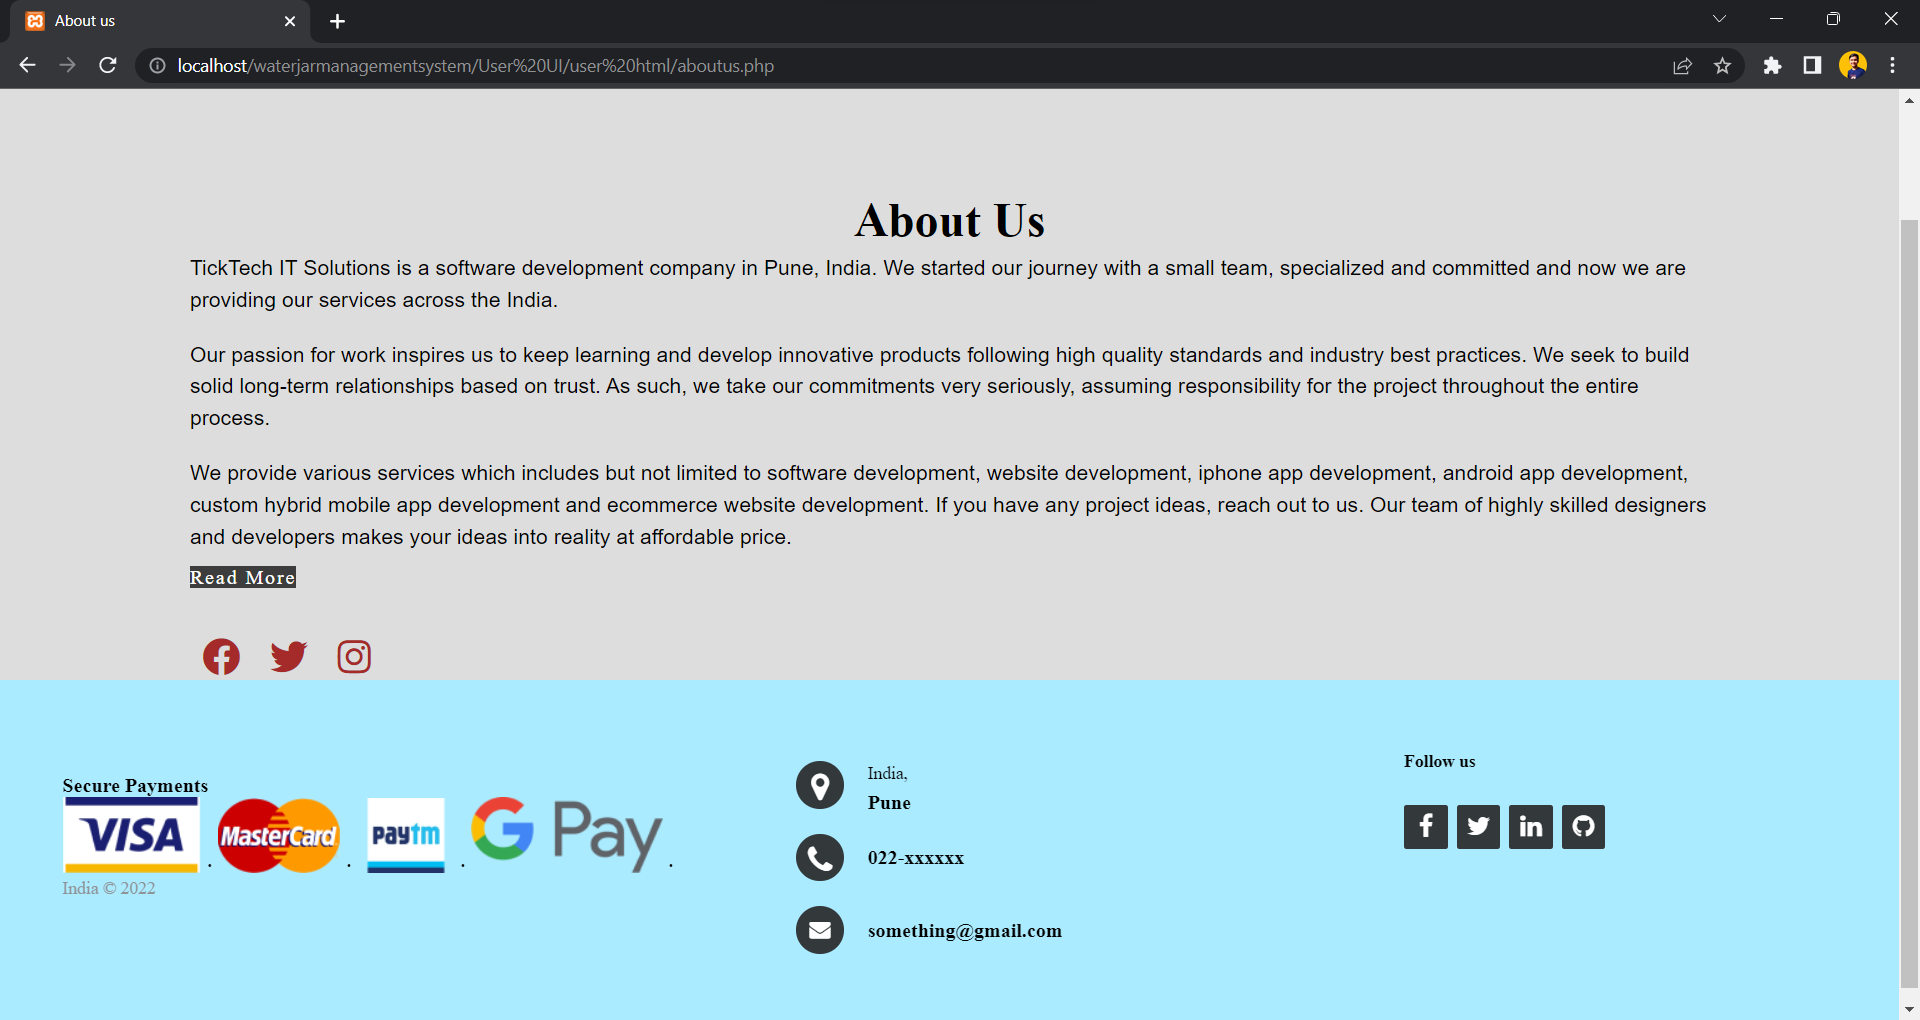 About us
localhost/waterjarmanagementsystem/User%20UI/user%20html/aboutus.php
About Us
TickTech IT Solutions is a software development company in Pune, India. We started our journey with a small team, specialized and committed and now we are
providing our services across the India.
Our passion for work inspires us to keep learning and develop innovative products following high quality standards and industry best practices. We seek to build
solid long-term relationships based on trust. As such, we take our commitments very seriously, assuming responsibility for the project throughout the entire
process.
We provide various services which includes but not limited to software development, website development, iphone app development, android app development,
custom hybrid mobile app development and ecommerce website development. If you have any project ideas, reach out to us. Our team of highly skilled designers
and developers makes your ideas into reality at affordable price.
Read More
Secure Payments
VISA . MasterCard . paytm . G Pay .
India © 2022
India,
Pune
022-xxxxxx
something@gmail.com
Follow us